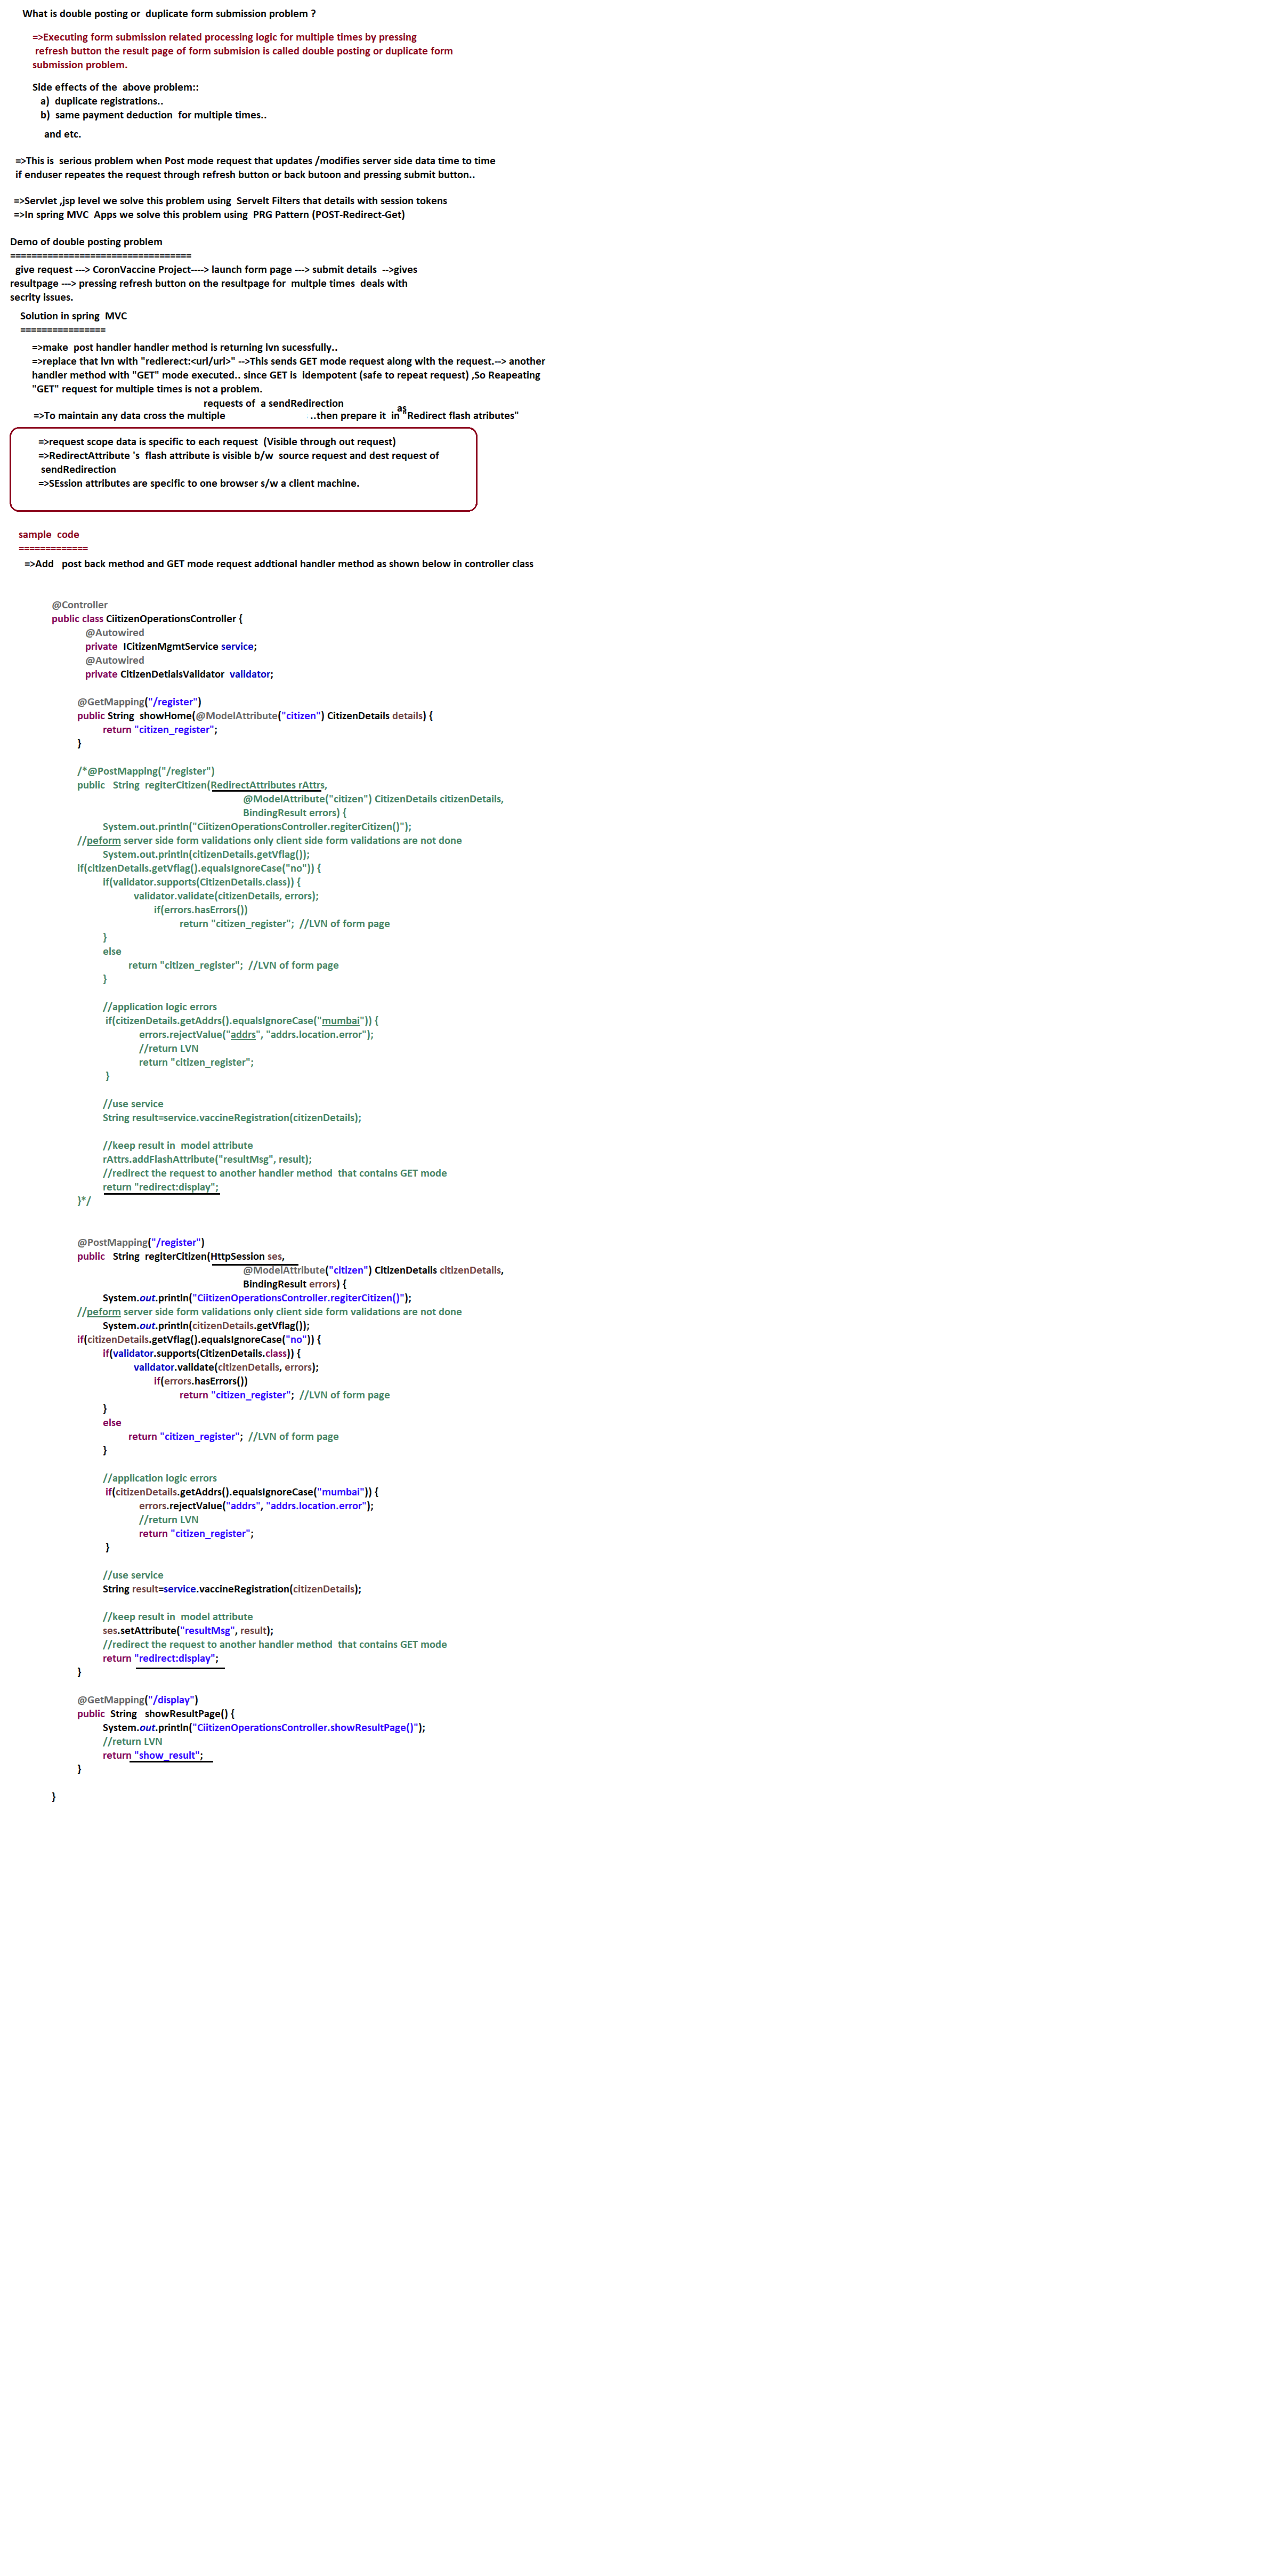 What is double posting or duplicate form submission problem ?
=>Executing form submission related processing logic for multiple times by pressing
refresh button the result page of form submision is called double posting or duplicate form
submission problem.
Side effects of the above problem::
a) duplicate registrations..
b) same payment deduction for multiple times..
and etc.
=>This is serious problem when Post mode request that updates /modifies server side data time to time
if enduser repeates the request through refresh button or back butoon and pressing submit button..
=>Servlet ,jsp level we solve this problem using Servelt Filters that details with session tokens
=>In spring MVC Apps we solve this problem using PRG Pattern (POST-Redirect-Get)
Demo of double posting problem
==================================
give request ---> CoronVaccine Project----> launch form page ---> submit details -->gives
resultpage ---> pressing refresh button on the resultpage for multple times deals with
secrity issues.
Solution in spring MVC
================
=>make post handler handler method is returning lvn sucessfully..
=>replace that lvn with "redierect:<url/uri>" -->This sends GET mode request along with the request.--> another
handler method with "GET" mode executed.. since GET is idempotent (safe to repeat request) ,So Reapeating
"GET" request for multiple times is not a problem.
requests of a sendRedirection
as
=>To maintain any data cross the multiple ..then prepare it in "Redirect flash atributes"
=>request scope data is specific to each request (Visible through out request)
=>RedirectAttribute 's flash attribute is visible b/w source request and dest request of
sendRedirection
=>SEssion attributes are specific to one browser s/w a client machine.
sample code
=============
=>Add post back method and GET mode request addtional handler method as shown below in controller class
@Controller
public class CiitizenOperationsController {
@Autowired
private ICitizenMgmtService service;
@Autowired
private CitizenDetialsValidator validator;
@GetMapping("/register")
public String showHome(@ModelAttribute("citizen") CitizenDetails details) {
return "citizen_register";
}
/*@PostMapping("/register")
public String regiterCitizen(RedirectAttributes rAttrs,
@ModelAttribute("citizen") CitizenDetails citizenDetails,
BindingResult errors) {
System.out.println("CiitizenOperationsController.regiterCitizen()");
//peform server side form validations only client side form validations are not done
System.out.println(citizenDetails.getVflag());
if(citizenDetails.getVflag().equalsIgnoreCase("no")) {
if(validator.supports(CitizenDetails.class)) {
validator.validate(citizenDetails, errors);
if(errors.hasErrors())
return "citizen_register"; //LVN of form page
}
else
return "citizen_register"; //LVN of form page
}
//application logic errors
if(citizenDetails.getAddrs().equalsIgnoreCase("mumbai")) {
errors.rejectValue("addrs", "addrs.location.error");
//return LVN
return "citizen_register";
}
//use service
String result=service.vaccineRegistration(citizenDetails);
//keep result in model attribute
rAttrs.addFlashAttribute("resultMsg", result);
//redirect the request to another handler method that contains GET mode
return "redirect:display";
}*/
@PostMapping("/register")
public String regiterCitizen(HttpSession ses,
@ModelAttribute("citizen") CitizenDetails citizenDetails,
BindingResult errors) {
System.out.println("CiitizenOperationsController.regiterCitizen()");
//peform server side form validations only client side form validations are not done
System.out.println(citizenDetails.getVflag());
if(citizenDetails.getVflag().equalsIgnoreCase("no")) {
if(validator.supports(CitizenDetails.class)) {
validator.validate(citizenDetails, errors);
if(errors.hasErrors())
return "citizen_register"; //LVN of form page
}
else
return "citizen_register"; //LVN of form page
}
//application logic errors
if(citizenDetails.getAddrs().equalsIgnoreCase("mumbai")) {
errors.rejectValue("addrs", "addrs.location.error");
//return LVN
return "citizen_register";
}
//use service
String result=service.vaccineRegistration(citizenDetails);
//keep result in model attribute
ses.setAttribute("resultMsg", result);
//redirect the request to another handler method that contains GET mode
return "redirect:display";
}
@GetMapping("/display")
public String showResultPage() {
System.out.println("CiitizenOperationsController.showResultPage()");
//return LVN
return "show_result";
}
}